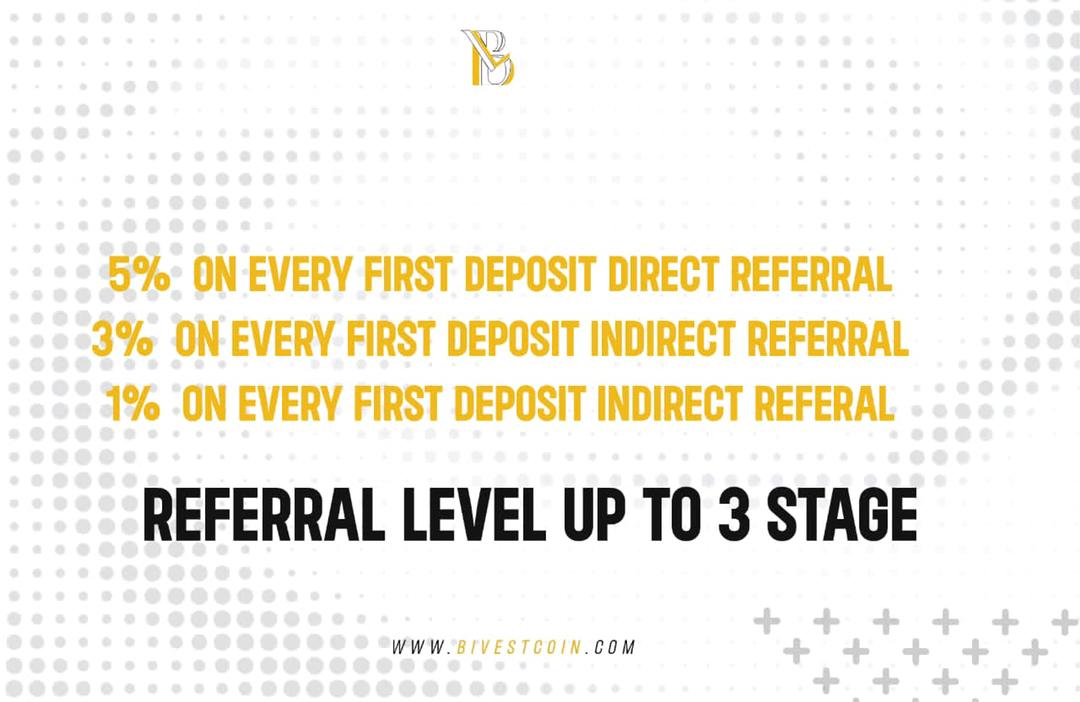 5% ON EVERY FIRST DEPOSIT DIRECT REFERRAL
3% ON EVERY FIRST DEPOSIT INDIRECT REFERRAL
1% ON EVERY FIRST DEPOSIT INDIRECT REFERAL
REFERRAL LEVEL UP TO 3 STAGE
WWW.BIVESTCOIN.COM